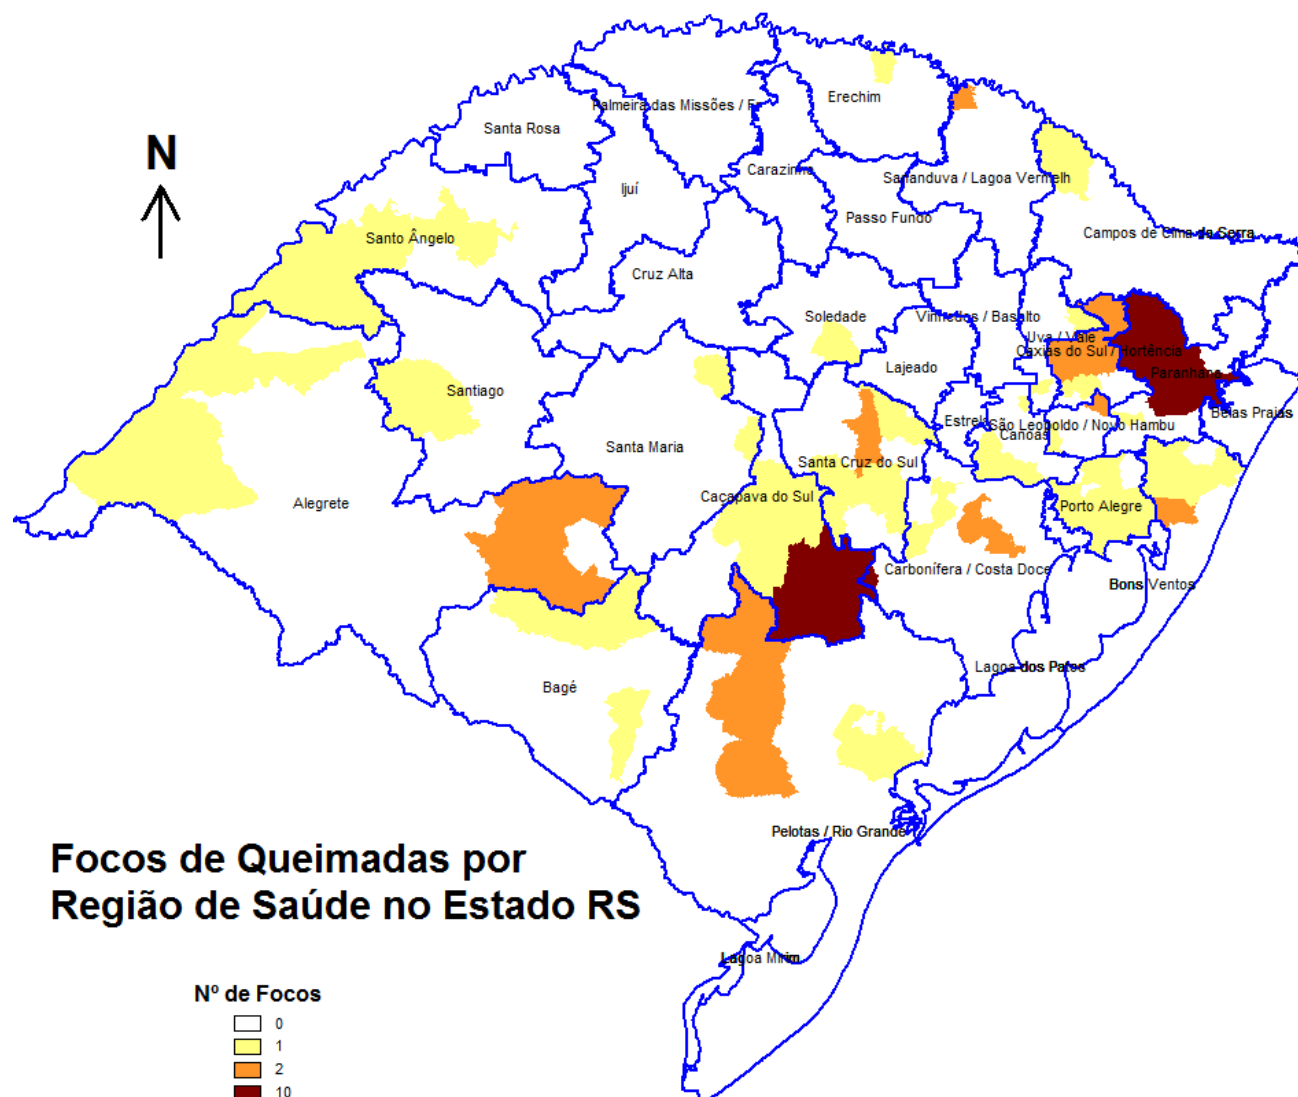 Palmeira das Missões / F
Erechim
Santa Rosa
N
Carazinho
Sananduva / Lagoa Vermelh
Ijuí
Passo Fundo
Santo Ângelo
Campos de Cima da Serra
Cruz Alta
Soledade
Vinhedos / Basalto
Uva / Vale
Caxias do Sul / Hortência
Lajeado
Paranhana
Santiago
Belas Praias
Estrela
São Leopoldo / Novo Hambu
Canoas
Santa Maria
Santa Cruz do Sul
Caçapava do Sul
Alegrete
Porto Alegre
Carbonífera / Costa Doce
Bons Ventos
Lagoa dos Patos
Bagé
Pelotas / Rio Grande
Focos de Queimadas por
Região de Saúde no Estado RS
Lagoa Mirim
Nº de Focos
0
1
2
10